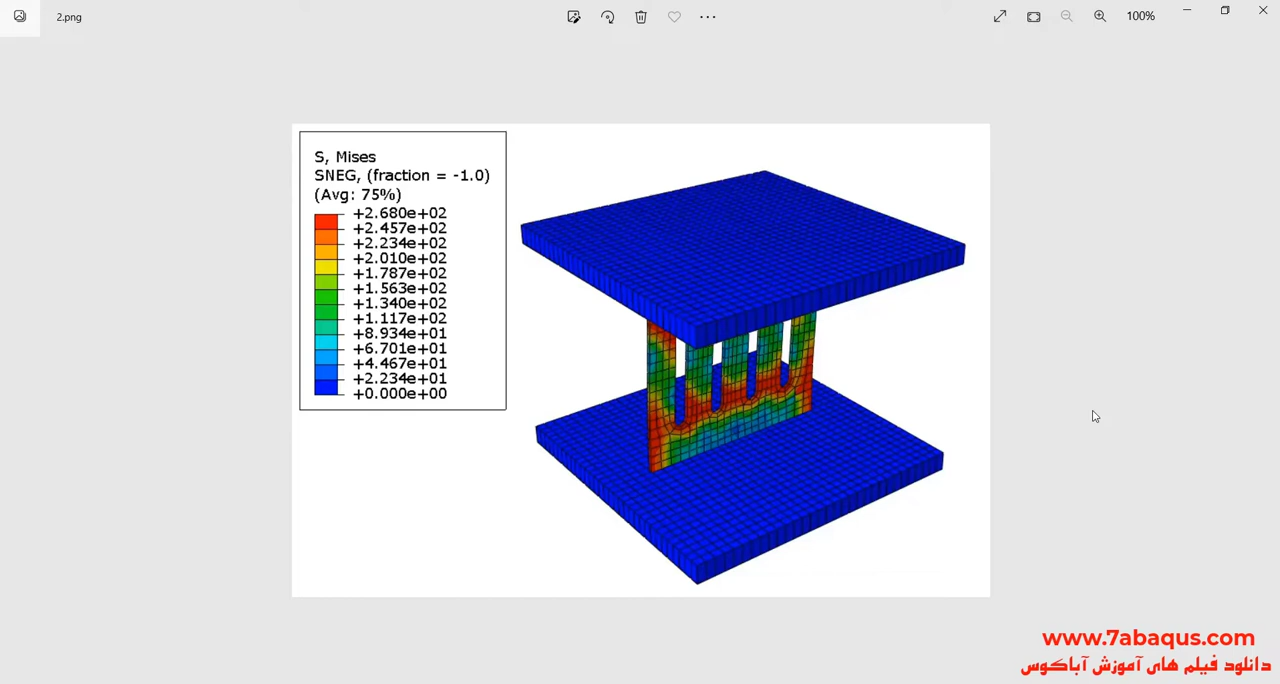 2.png
100%
S, Mises
SNEG, (fraction = -1.0)
(Avg: 75%)
+2.680e+02
+2.457e+02
+2.234e+02
+2.010e+02
+1.787e+02
+1.563e+02
+1.340e+02
+1.117e+02
+8.934e+01
+6.701e+01
+4.467e+01
+2.234e+01
+0.000e+00
www.7abaqus.com
دانلود فیلم های آموزش آباکوس